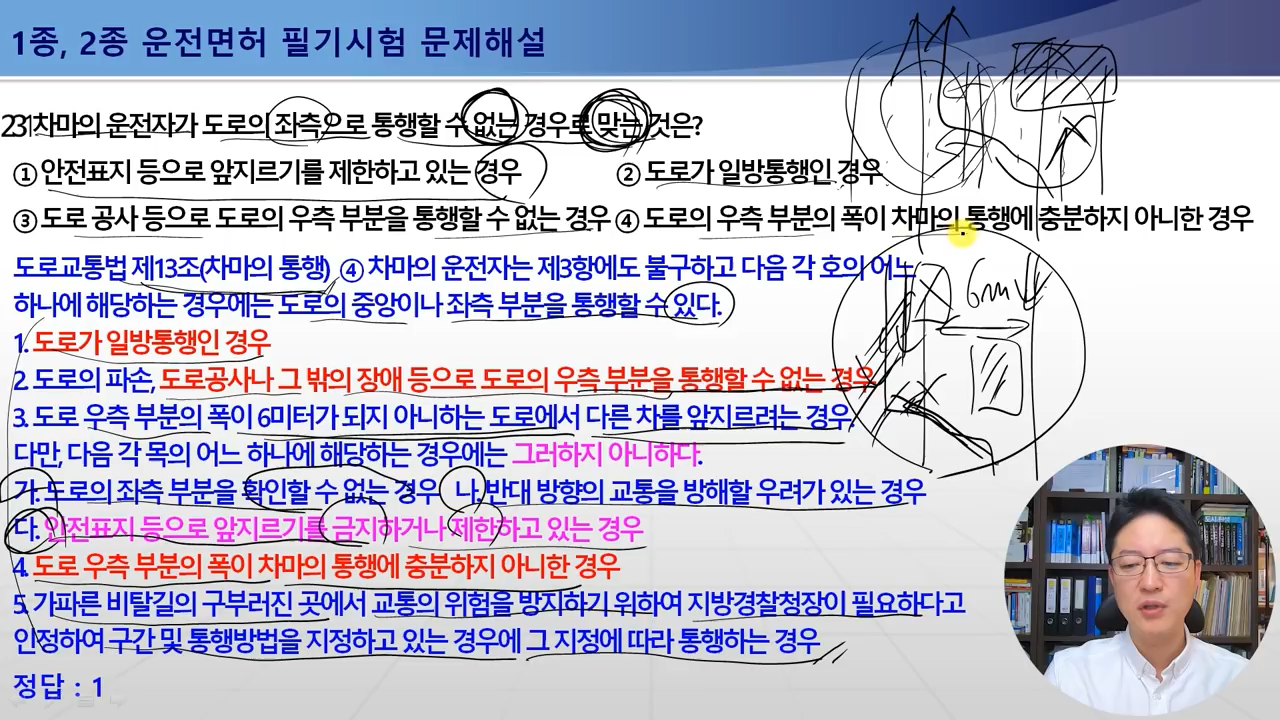 1종, 2종 운전면허 필기시험 문제해설
231차마의 운전자가 도로의 좌측으로 통행할 수 없는 경우로 맞는 것은?
① 안전표지 등으로 앞지르기를 제한하고 있는 경우 ② 도로가 일방통행인 경우
③ 도로 공사 등으로 도로의 우측 부분을 통행할 수 없는 경우 ④ 도로의 우측 부분의 폭이 차마의 통행에 충분하지 아니한 경우
도로교통법 제13조(차마의 통행) ④ 차마의 운전자는 제3항에도 불구하고 다음 각 호의 어느
하나에 해당하는 경우에는 도로의 중앙이나 좌측 부분을 통행할 수 있다.
1. 도로가 일방통행인 경우
2. 도로의 파손, 도로공사나 그 밖의 장애 등으로 도로의 우측 부분을 통행할 수 없는 경우
3. 도로 우측 부분의 폭이 6미터가 되지 아니하는 도로에서 다른 차를 앞지르려는 경우.
다만, 다음 각 목의 어느 하나에 해당하는 경우에는 그러하지 아니하다.
가. 도로의 좌측 부분을 확인할 수 없는 경우 나. 반대 방향의 교통을 방해할 우려가 있는 경우
다. 안전표지 등으로 앞지르기를 금지하거나 제한하고 있는 경우
4. 도로 우측 부분의 폭이 차마의 통행에 충분하지 아니한 경우
5. 가파른 비탈길의 구부러진 곳에서 교통의 위험을 방지하기 위하여 지방경찰청장이 필요하다고
인정하여 구간 및 통행방법을 지정하고 있는 경우에 그 지정에 따라 통행하는 경우
정답 : 1
6m